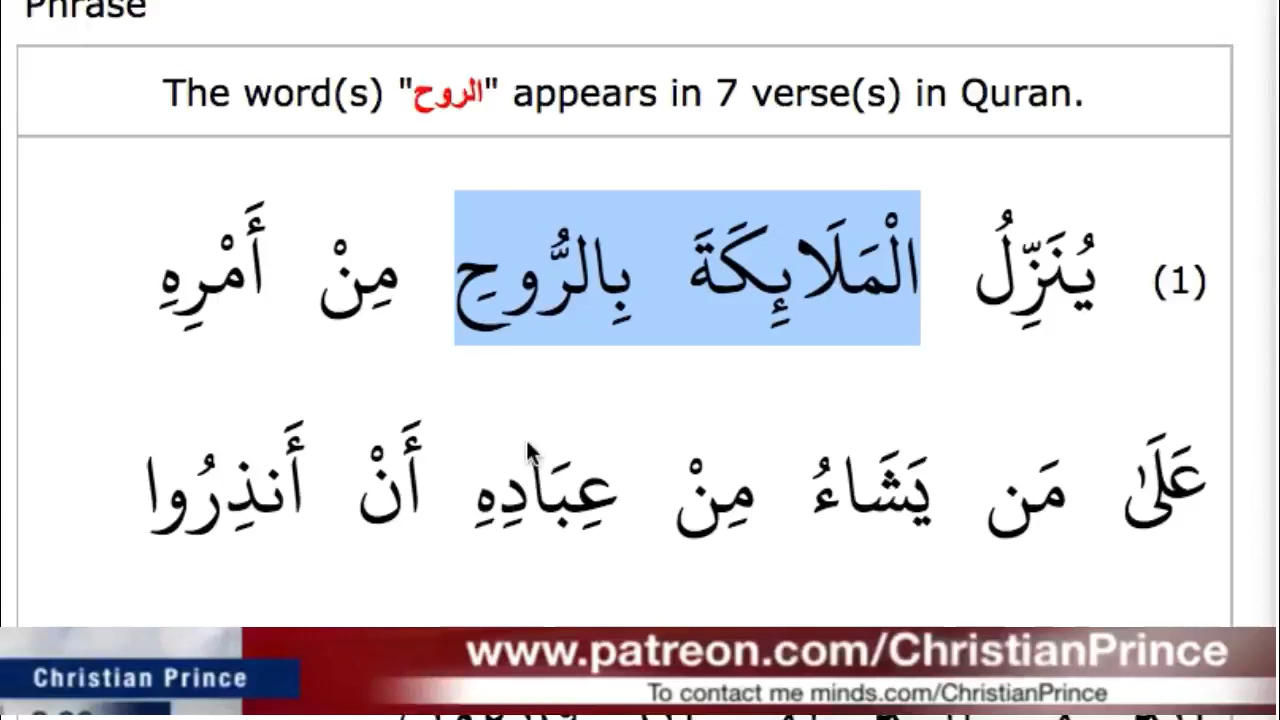 Phrase
The word(s) "الروح" appears in 7 verse(s) in Quran.
(1) يُنَزِّلُ الْمَلَائِكَةَ بِالرُّوحِ مِنْ أَمْرِهِ
عَلَىٰ مَن يَشَاءُ مِنْ عِبَادِهِ أَنْ أَنذِرُوا
www.patreon.com/ChristianPrince
Christian Prince
To contact me minds.com/ChristianPrince